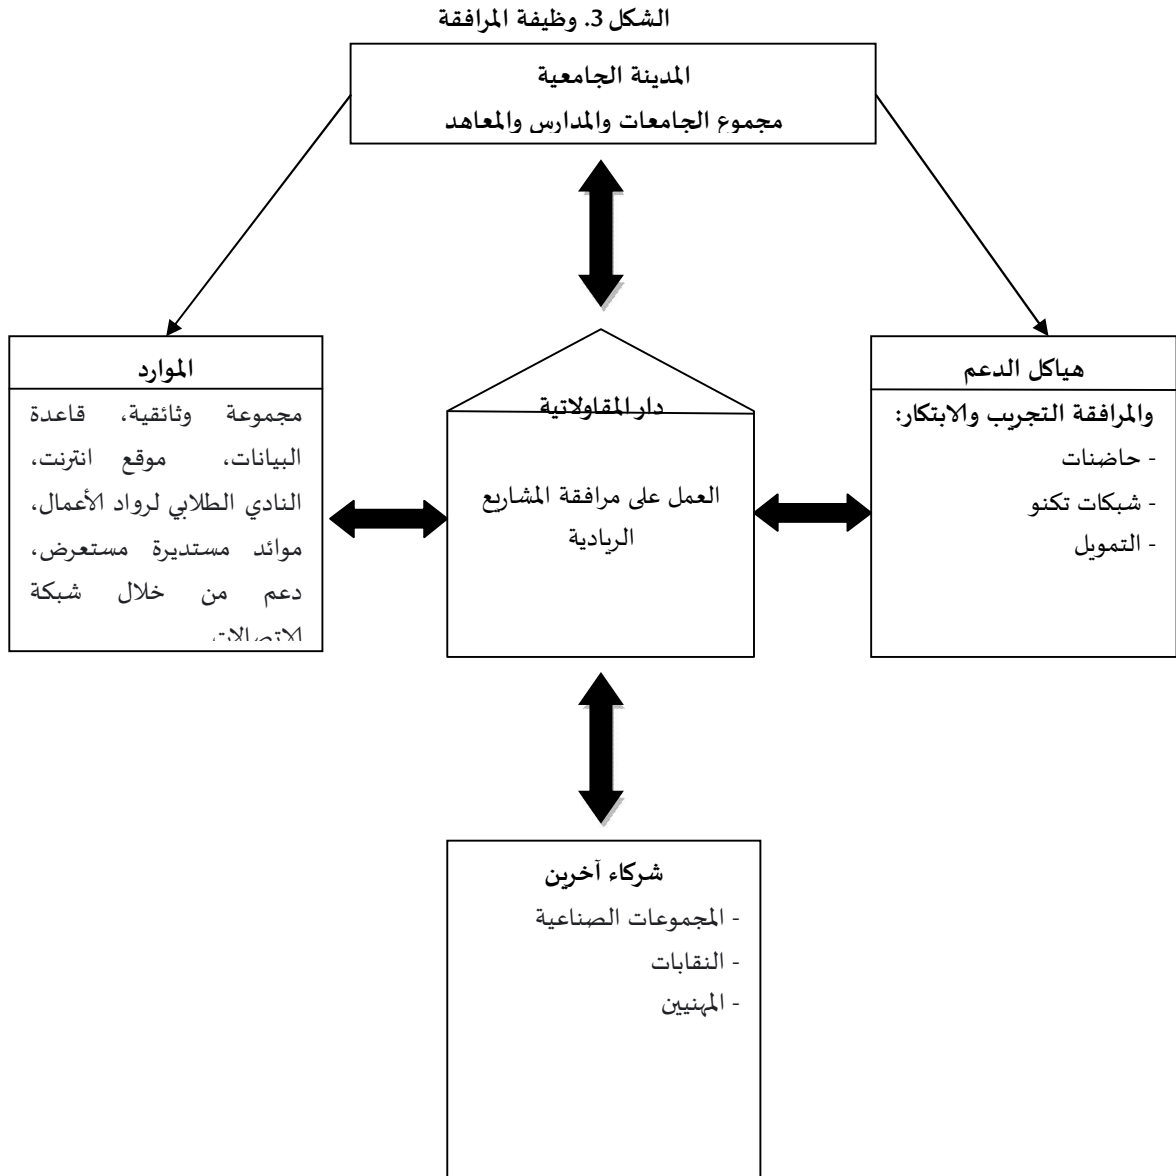 الشكل 3. وظيفة المرافقة
المدينة الجامعية
مجموع الجامعات والمدارس والمعاهد
هياكل الدعم
والمرافقة التجريب والابتكار:
- حاضنات
- شبكات تكنو
- التمويل
دار المقاولاتية
العمل على مرافقة المشاريع
الريادية
الموارد
مجموعة وثائقية، قاعدة
البيانات، موقع انترنت،
النادي الطلابي لرواد الأعمال،
موائد مستديرة مستعرض،
دعم من خلال شبكة
الاتصالات
شركاء آخرين
- المجموعات الصناعية
- النقابات
- المهنيين